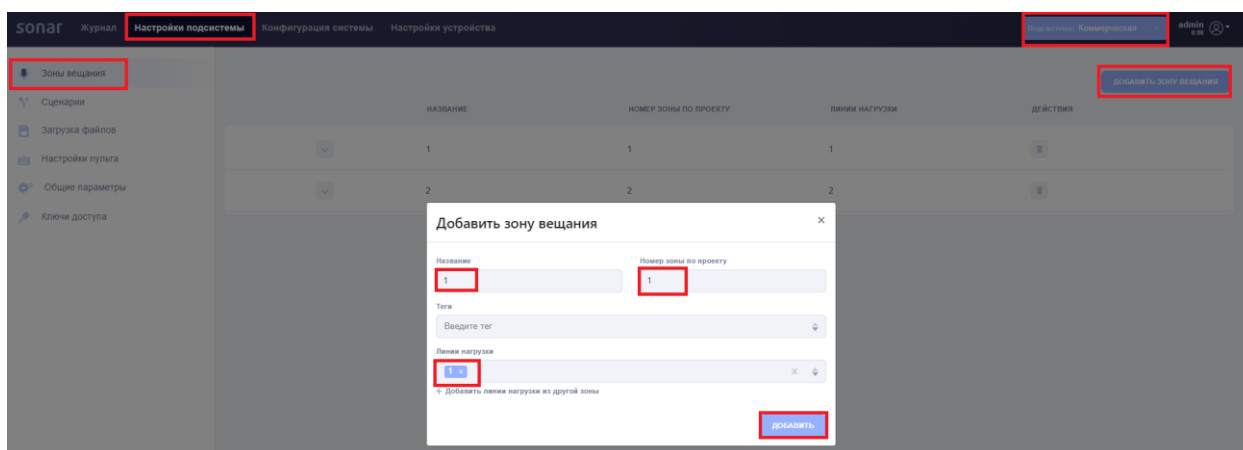 sonar Журнал Настройки подсистемы Конфигурация системы Настройки устройства Подсистема: Коммерческая admin
Зоны вещания
ДОБАВИТЬ ЗОНУ ВЕЩАНИЯ
Сценарии
НАЗВАНИЕ НОМЕР ЗОНЫ ПО ПРОЕКТУ ЛИНИИ НАГРУЗКИ ДЕЙСТВИЯ
Загрузка файлов
1 1 1
Настройки пульта
Общие параметры
2 2 2
Ключи доступа
Добавить зону вещания ×
Название Номер зоны по проекту
1 1
Теги
Введите тег
Линии нагрузки
1 ×
+ Добавить линии нагрузки из другой зоны
ДОБАВИТЬ